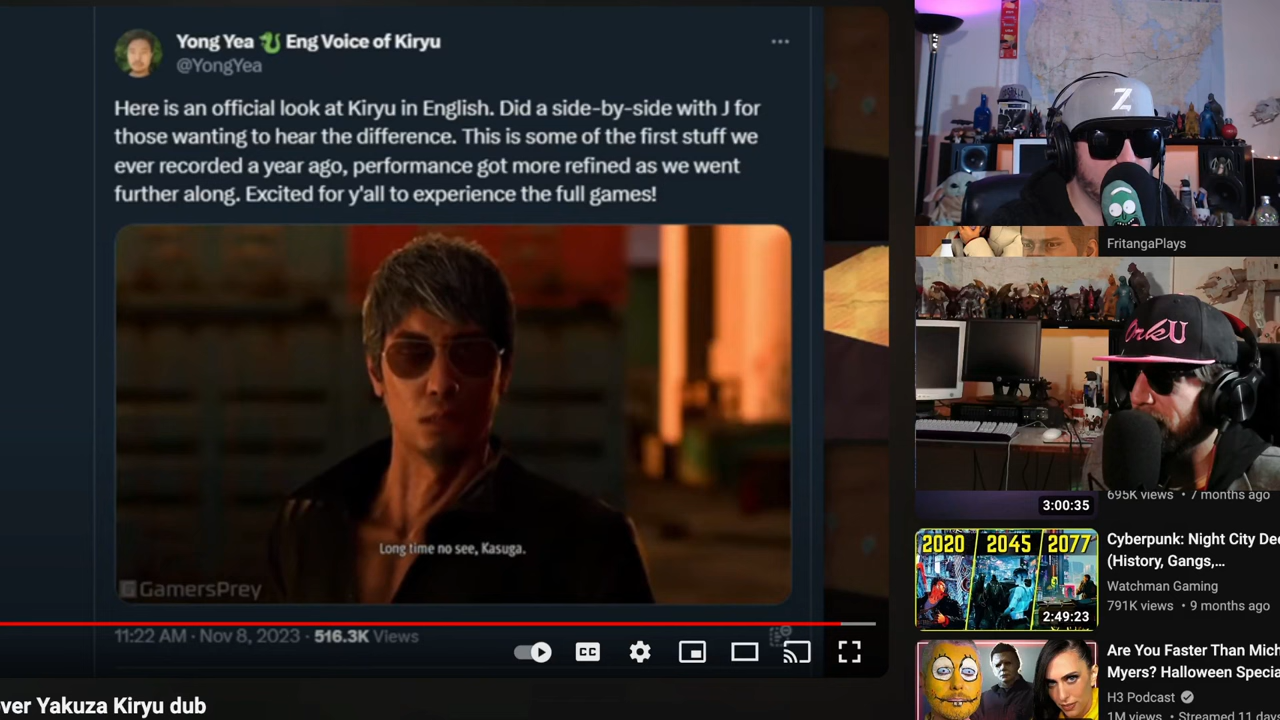 Yong Yea 🐉 Eng Voice of Kiryu
@YongYea
Here is an official look at Kiryu in English. Did a side-by-side with J for
those wanting to hear the difference. This is some of the first stuff we
ever recorded a year ago, performance got more refined as we went
further along. Excited for y'all to experience the full games!
Long time no see, Kasuga.
GamersPrey
11:22 AM · Nov 8, 2023 · 516.3K Views
CC
ver Yakuza Kiryu dub
Z
FritangaPlays
OrkU
3:00:35
695K views • 7 months ago
2020 2045 2077
2:49:23
Cyberpunk: Night City De
(History, Gangs,...
Watchman Gaming
791K views • 9 months ago
Are You Faster Than Mich
Myers? Halloween Specia
H3 Podcast
1M views • Streamed 11 days